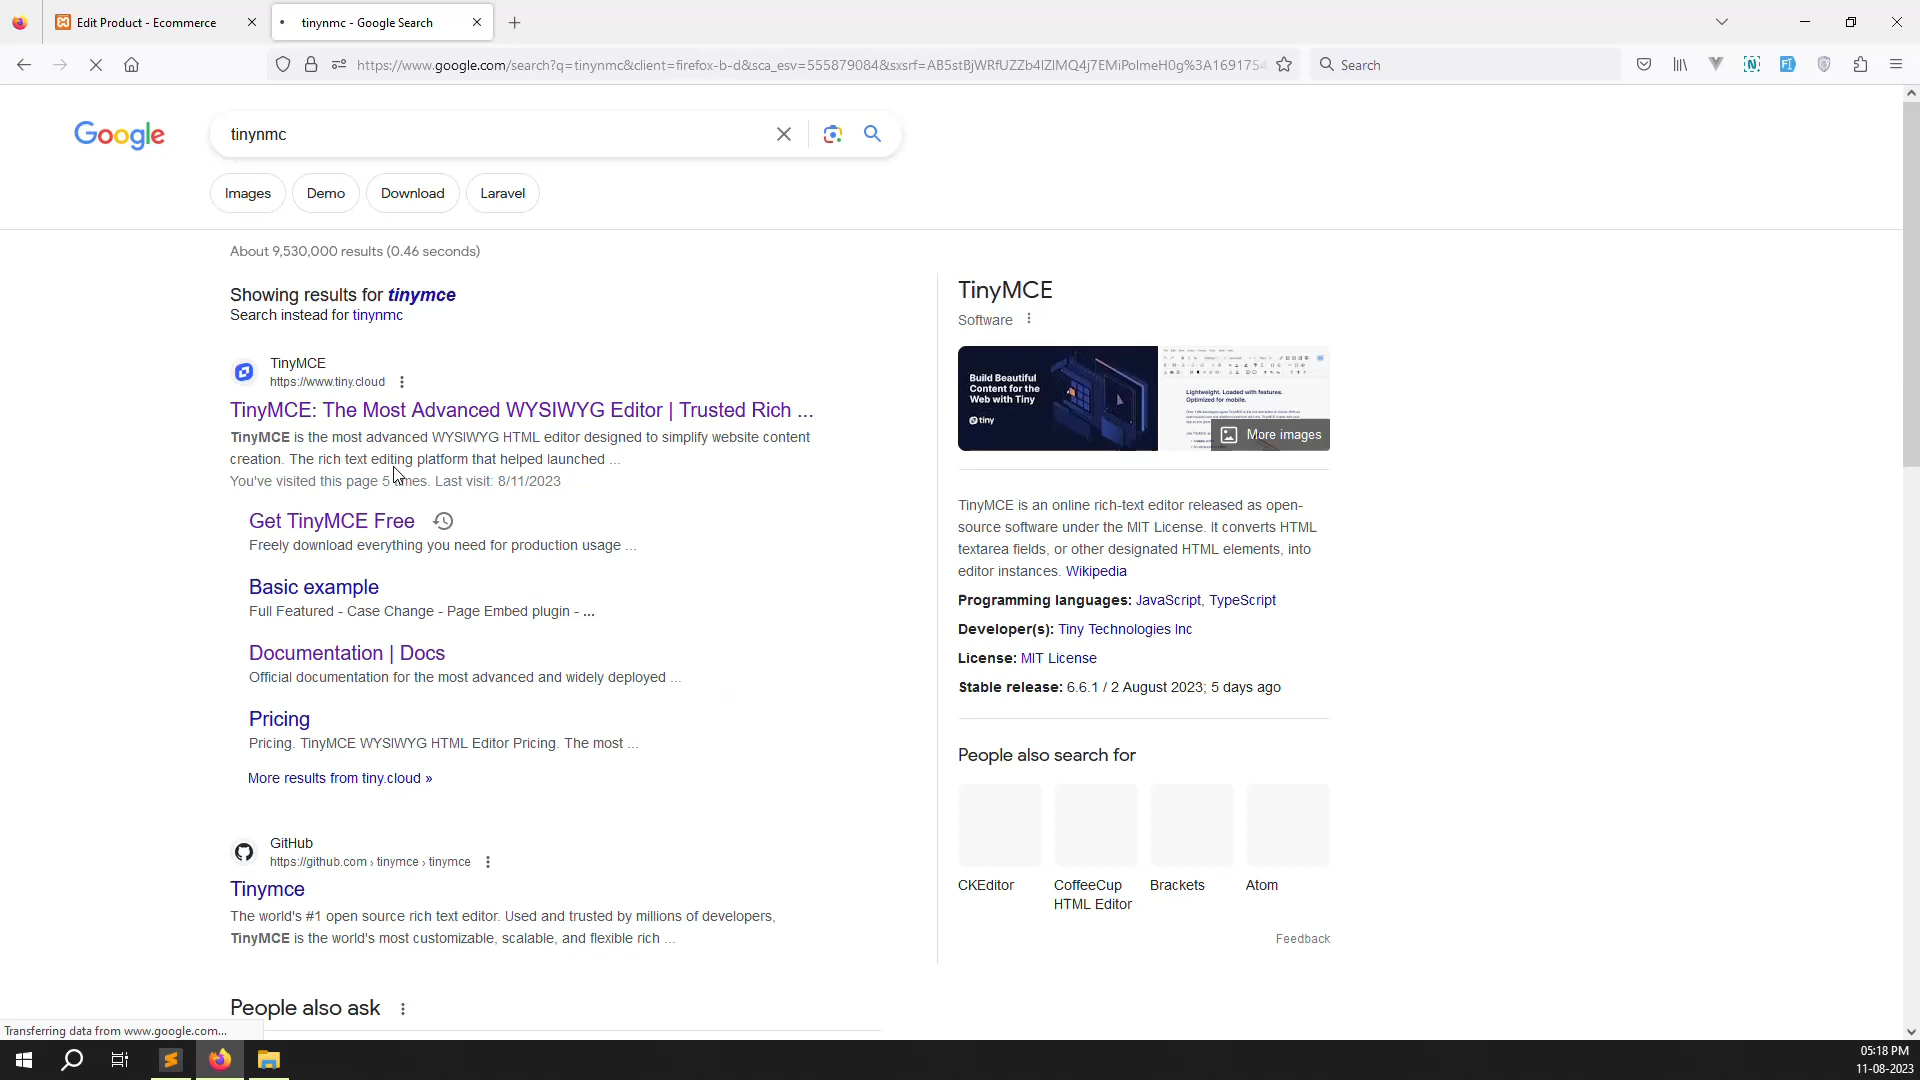 Edit Product - Ecommerce
tinynmc - Google Search
https://www.google.com/search?q=tinynmc&client=firefox-b-d&sca_esv=555879084&sxsrf=AB5stBjWRfUZZb4lZlMQ4j7EMiPolmeH0g%3A1691754
Search
Google
tinynmc
Images
Demo
Download
Laravel
About 9,530,000 results (0.46 seconds)
Showing results for tinymce
Search instead for tinynmc
TinyMCE
https://www.tiny.cloud
TinyMCE: The Most Advanced WYSIWYG Editor | Trusted Rich ...
TinyMCE is the most advanced WYSIWYG HTML editor designed to simplify website content
creation. The rich text editing platform that helped launched ...
You've visited this page 5 times. Last visit: 8/11/2023
Get TinyMCE Free
Freely download everything you need for production usage ...
Basic example
Full Featured - Case Change - Page Embed plugin - ...
Documentation | Docs
Official documentation for the most advanced and widely deployed ...
Pricing
Pricing. TinyMCE WYSIWYG HTML Editor Pricing. The most ...
More results from tiny.cloud »
GitHub
https://github.com › tinymce › tinymce
Tinymce
The world's #1 open source rich text editor. Used and trusted by millions of developers,
TinyMCE is the world's most customizable, scalable, and flexible rich ...
People also ask
TinyMCE
Software
Build Beautiful
Content for the
Web with Tiny
tiny
Lightweight. Loaded with features.
Optimized for mobile.
More images
TinyMCE is an online rich-text editor released as open-
source software under the MIT License. It converts HTML
textarea fields, or other designated HTML elements, into
editor instances. Wikipedia
Programming languages: JavaScript, TypeScript
Developer(s): Tiny Technologies Inc
License: MIT License
Stable release: 6.6.1 / 2 August 2023; 5 days ago
People also search for
CKEditor
CoffeeCup
HTML Editor
Brackets
Atom
Feedback
Transferring data from www.google.com...
05:18 PM
11-08-2023